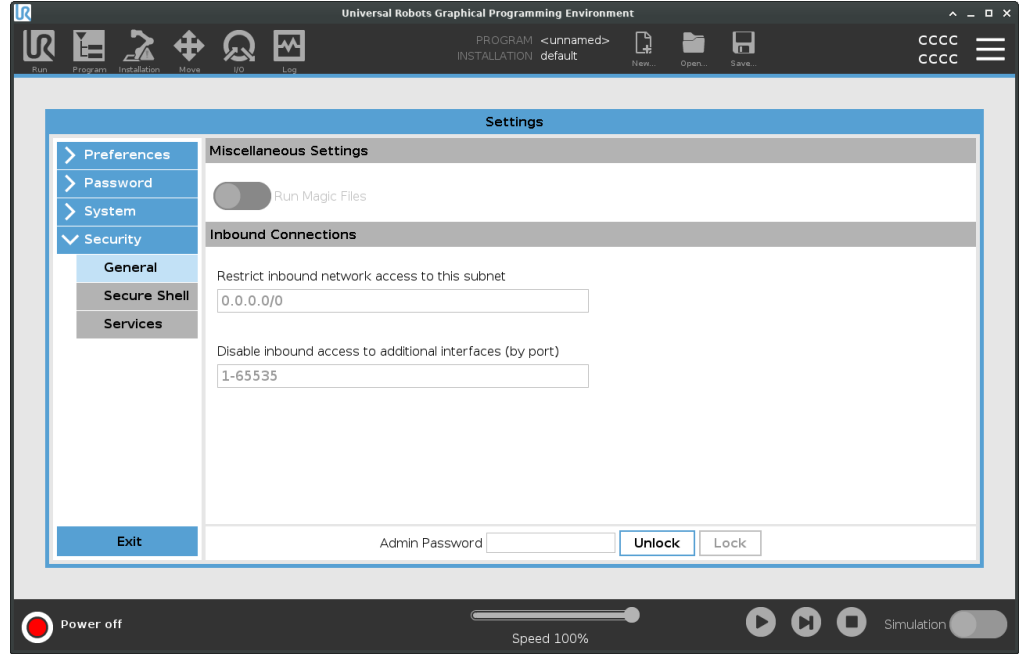 UR
Universal Robots Graphical Programming Environment
UR
Run
Program
Installation
Move
I/O
Log
PROGRAM <unnamed>
INSTALLATION default
New...
Open...
Save...
CCCC
CCCC
Settings
Preferences
Password
System
Security
General
Secure Shell
Services
Exit
Miscellaneous Settings
Run Magic Files
Inbound Connections
Restrict inbound network access to this subnet
0.0.0.0/0
Disable inbound access to additional interfaces (by port)
1-65535
Admin Password
Unlock
Lock
Power off
Speed 100%
Simulation